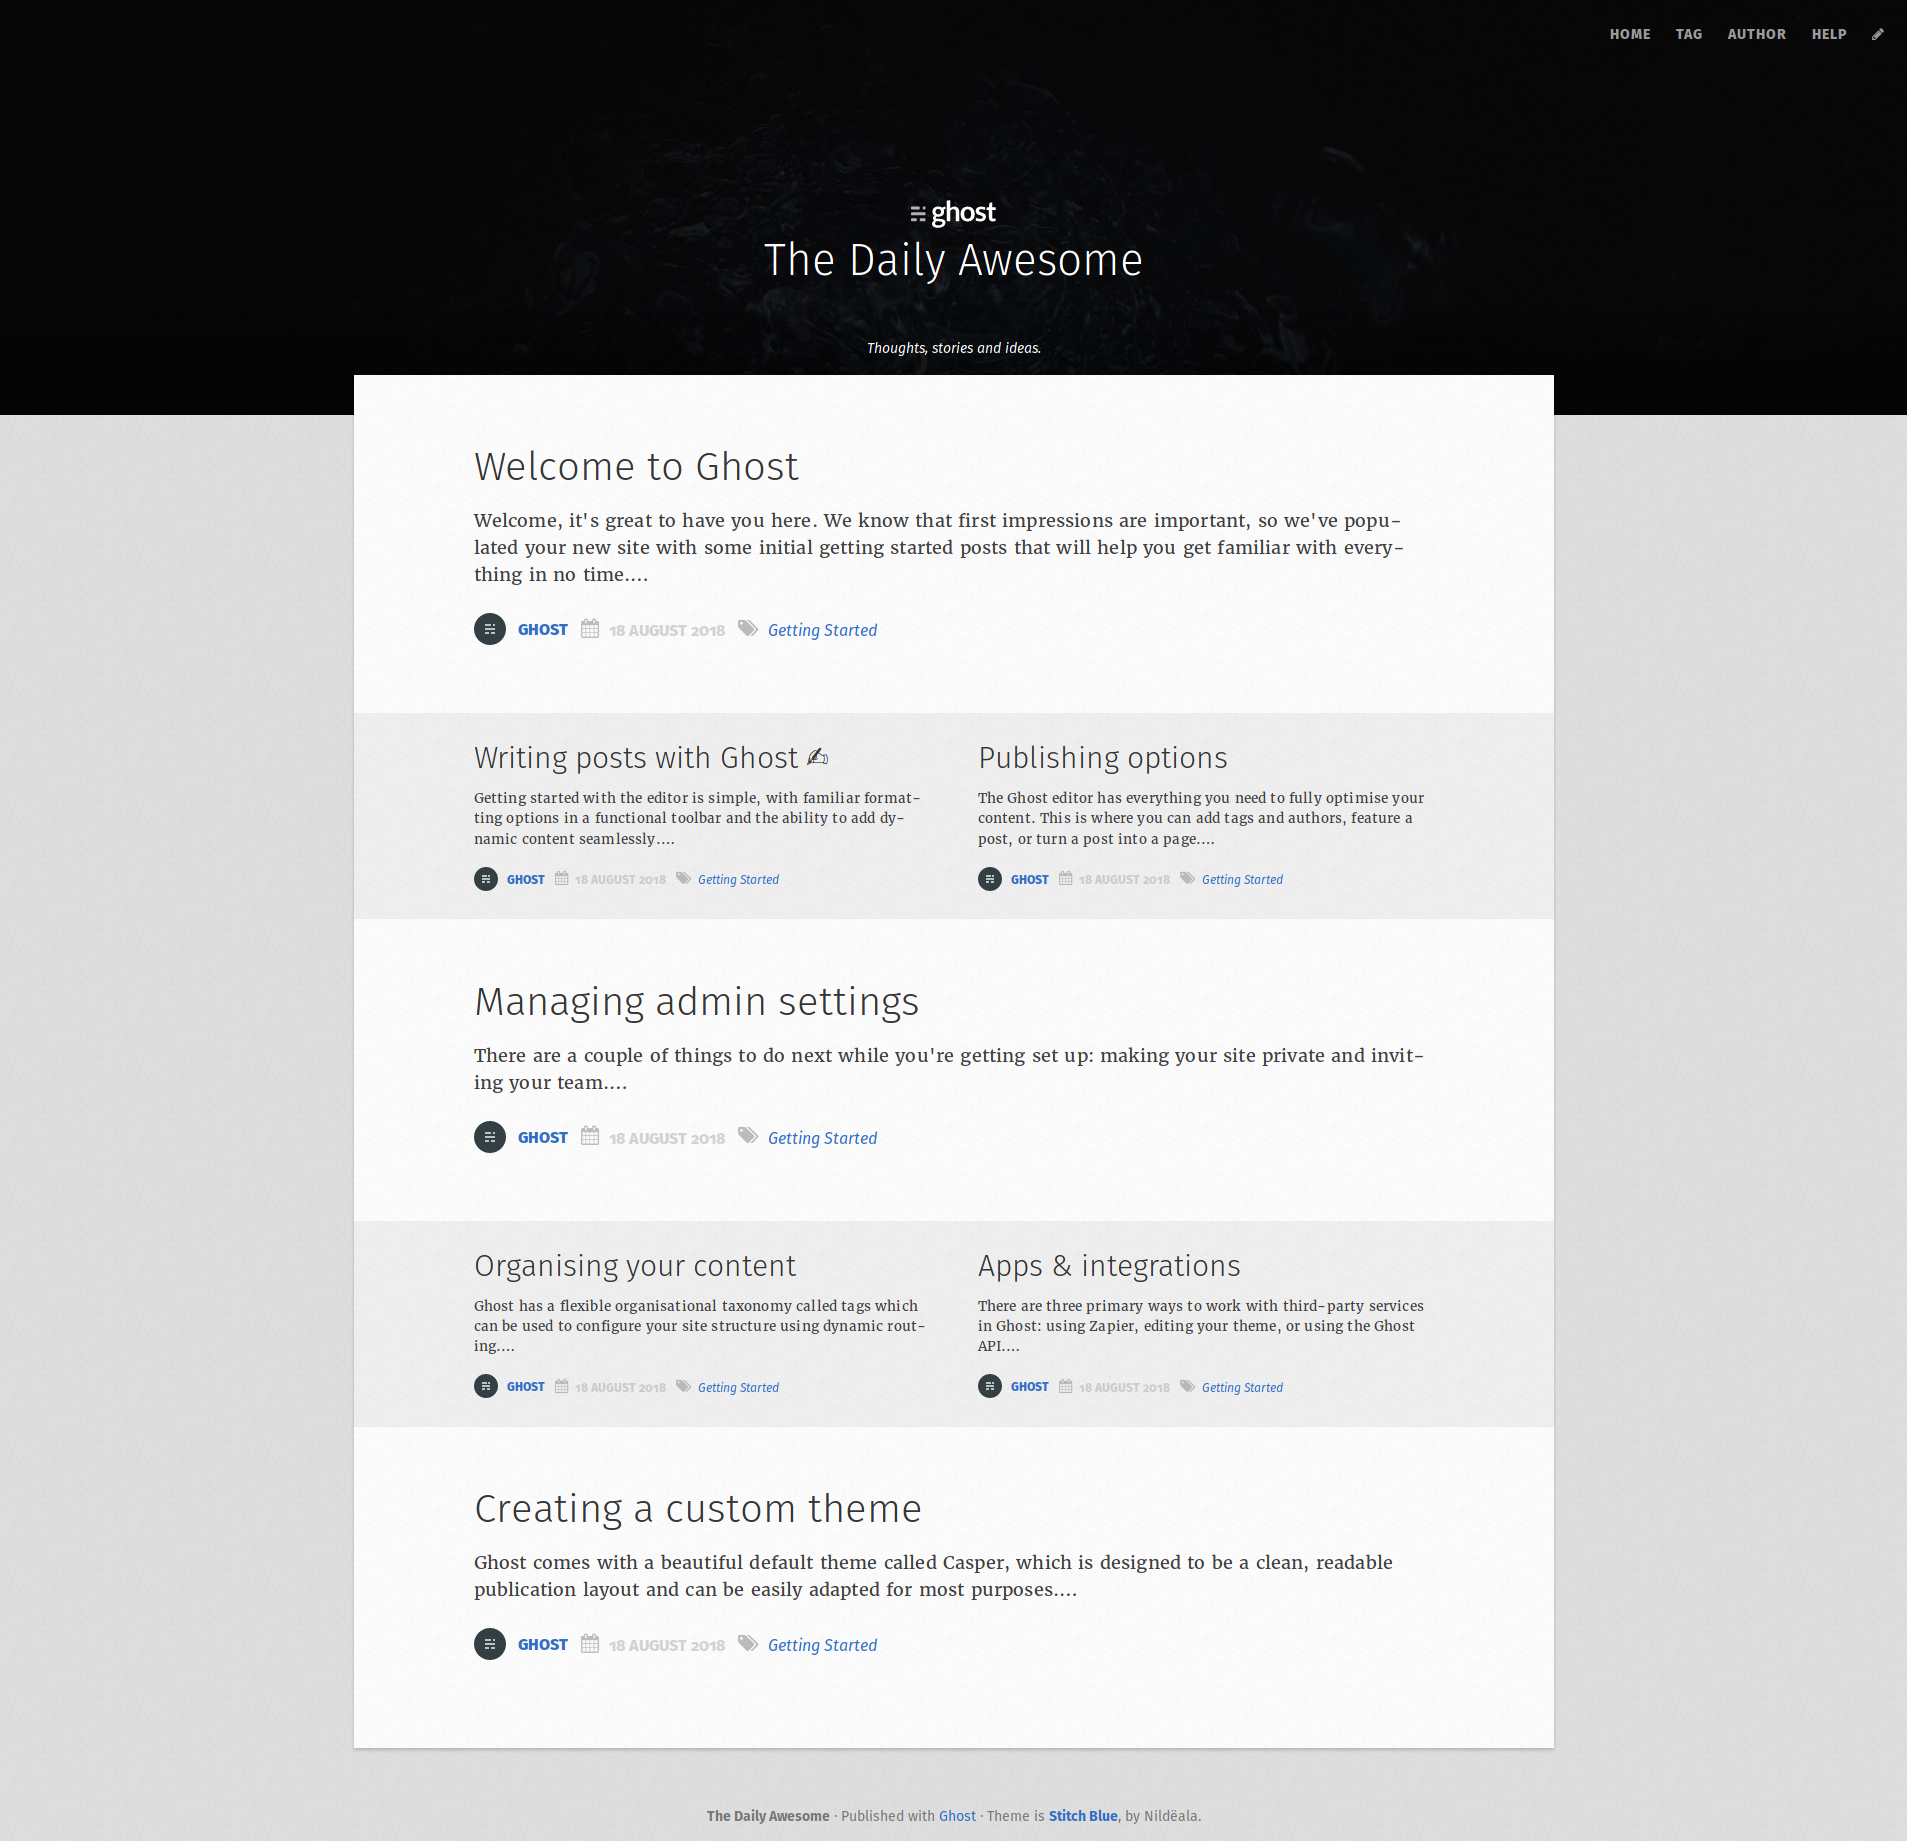 HOME TAG AUTHOR HELP
ghost
The Daily Awesome
Thoughts, stories and ideas.
Welcome to Ghost
Welcome, it's great to have you here. We know that first impressions are important, so we've popu-
lated your new site with some initial getting started posts that will help you get familiar with every-
thing in no time....
GHOST 18 AUGUST 2018 Getting Started
Writing posts with Ghost ✍
Getting started with the editor is simple, with familiar format-
ting options in a functional toolbar and the ability to add dy-
namic content seamlessly....
GHOST 18 AUGUST 2018 Getting Started
Publishing options
The Ghost editor has everything you need to fully optimise your
content. This is where you can add tags and authors, feature a
post, or turn a post into a page....
GHOST 18 AUGUST 2018 Getting Started
Managing admin settings
There are a couple of things to do next while you're getting set up: making your site private and invit-
ing your team....
GHOST 18 AUGUST 2018 Getting Started
Organising your content
Ghost has a flexible organisational taxonomy called tags which
can be used to configure your site structure using dynamic rout-
ing....
GHOST 18 AUGUST 2018 Getting Started
Apps & integrations
There are three primary ways to work with third-party services
in Ghost: using Zapier, editing your theme, or using the Ghost
API....
GHOST 18 AUGUST 2018 Getting Started
Creating a custom theme
Ghost comes with a beautiful default theme called Casper, which is designed to be a clean, readable
publication layout and can be easily adapted for most purposes....
GHOST 18 AUGUST 2018 Getting Started
The Daily Awesome · Published with Ghost · Theme is Stitch Blue, by Nildëala.